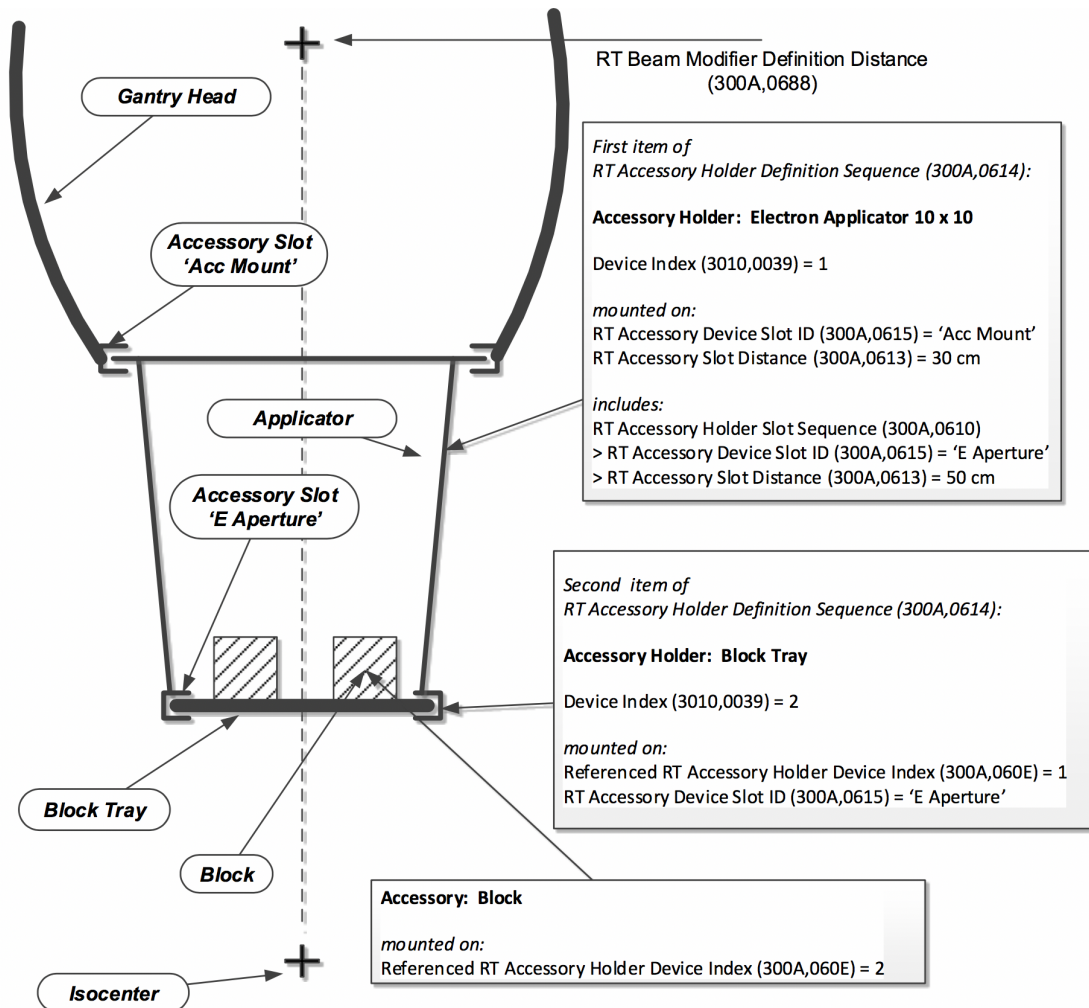 RT Beam Modifier Definition Distance
(300A,0688)
Gantry Head
First item of
RT Accessory Holder Definition Sequence (300A,0614):
Accessory Holder: Electron Applicator 10 x 10
Device Index (3010,0039) = 1
mounted on:
RT Accessory Device Slot ID (300A,0615) = ‘Acc Mount’
RT Accessory Slot Distance (300A,0613) = 30 cm
includes:
RT Accessory Holder Slot Sequence (300A,0610)
> RT Accessory Device Slot ID (300A,0615) = ‘E Aperture’
> RT Accessory Slot Distance (300A,0613) = 50 cm
Accessory Slot
‘Acc Mount’
Applicator
Accessory Slot
‘E Aperture’
Second item of
RT Accessory Holder Definition Sequence (300A,0614):
Accessory Holder: Block Tray
Device Index (3010,0039) = 2
mounted on:
Referenced RT Accessory Holder Device Index (300A,060E) = 1
RT Accessory Device Slot ID (300A,0615) = ‘E Aperture’
Block Tray
Block
Accessory: Block
mounted on:
Referenced RT Accessory Holder Device Index (300A,060E) = 2
Isocenter